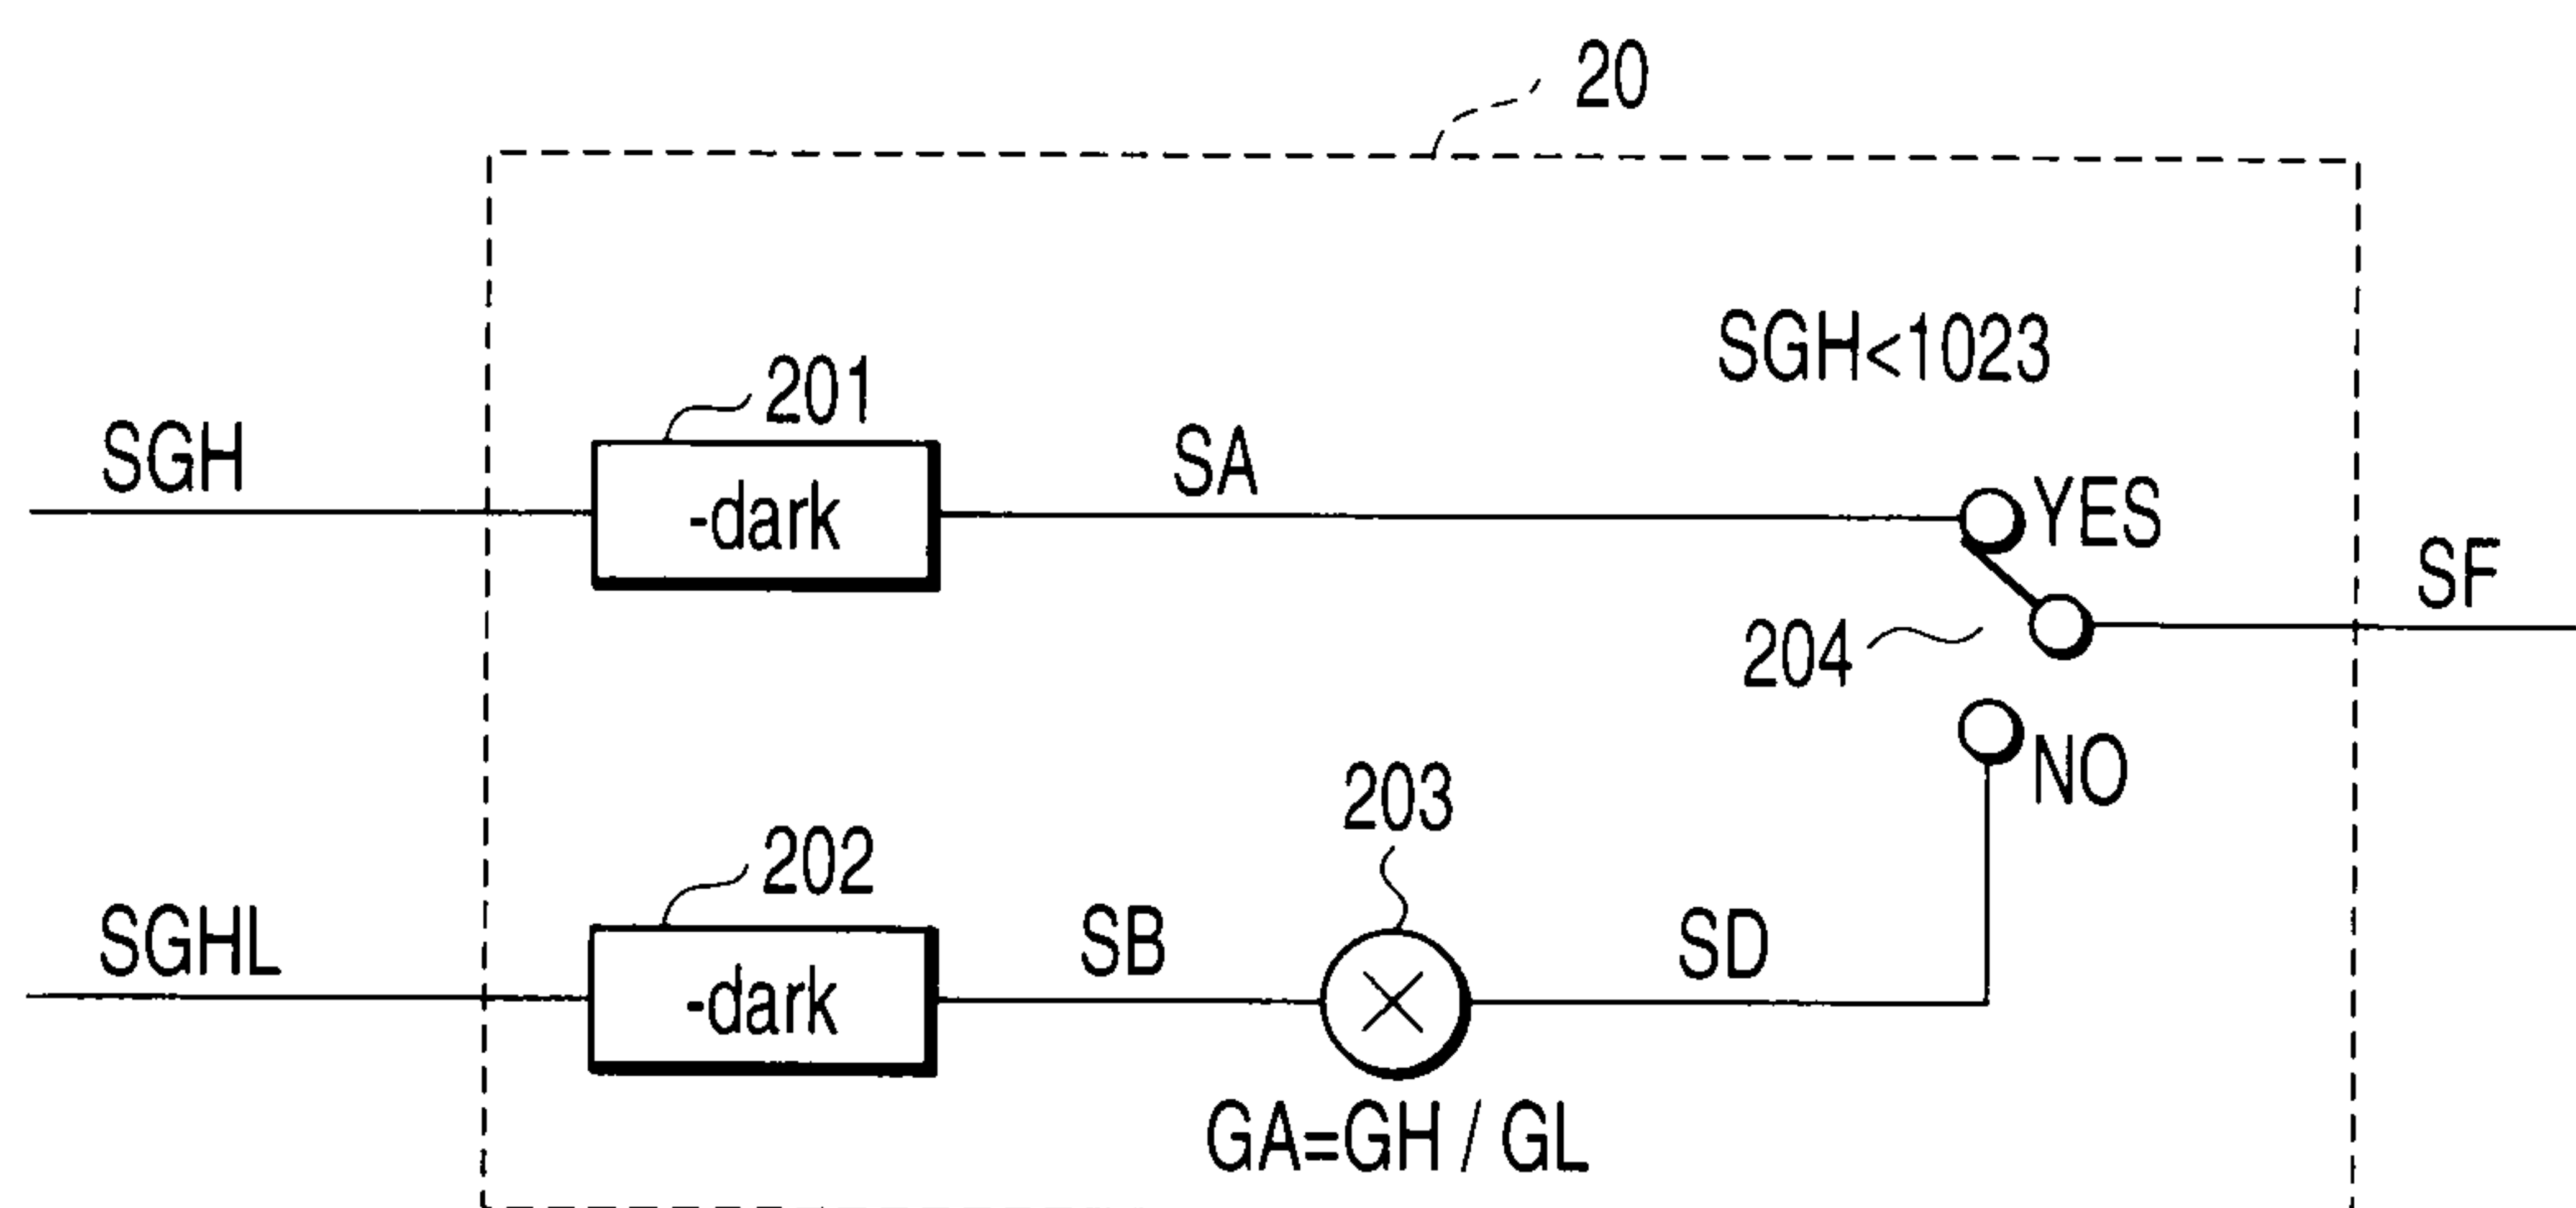 20
SGH<1023
201
SGH
-dark
SA
YES
SF
204
NO
203
202
SGHL
-dark
SB
SD
GA=GH / GL